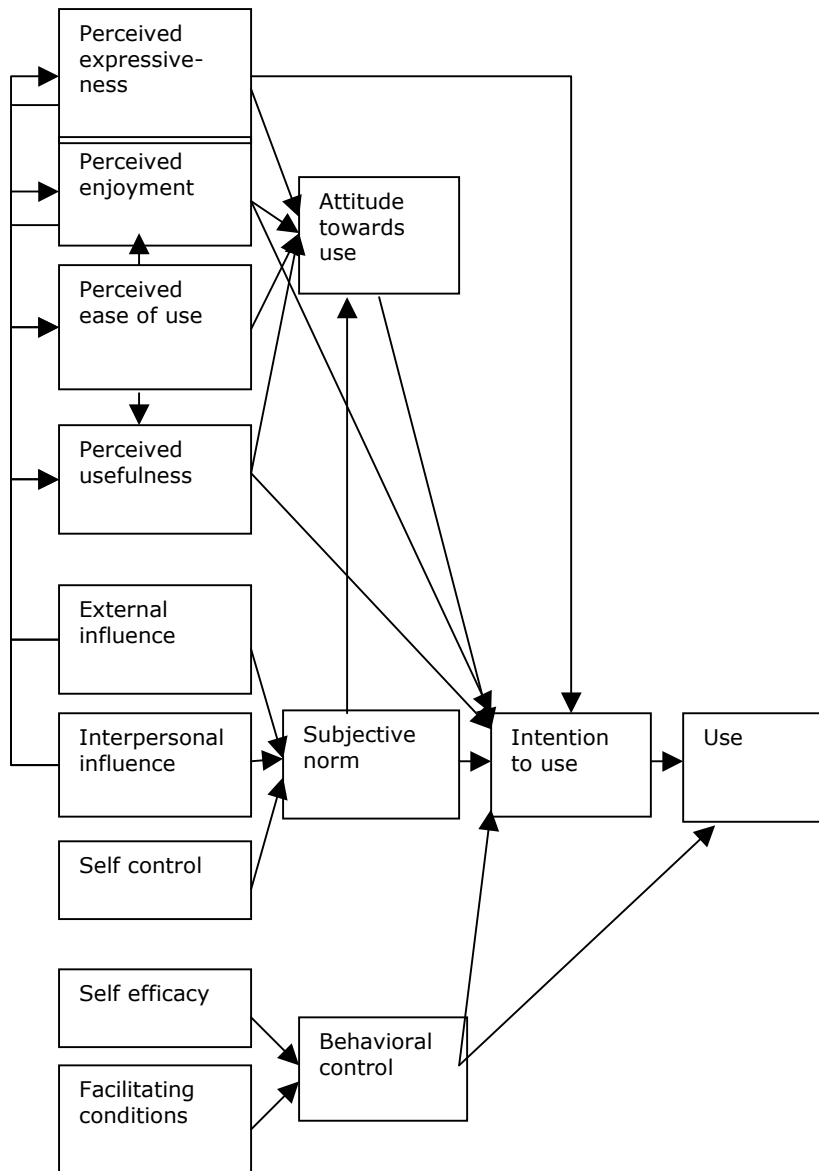 Perceived
expressive-
ness
Perceived
enjoyment
Attitude
towards
use
Perceived
ease of use
Perceived
usefulness
External
influence
Interpersonal
influence
Subjective
norm
Intention
to use
Use
Self control
Self efficacy
Behavioral
control
Facilitating
conditions